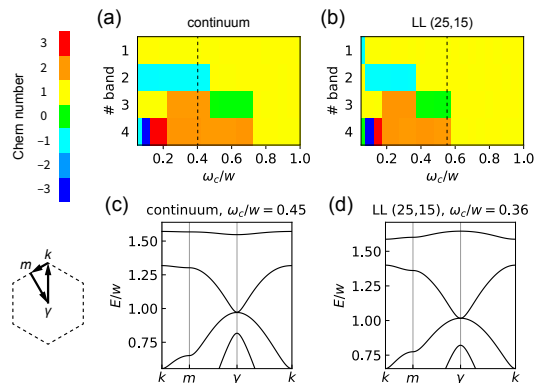 (a) continuum
(b) LL (25,15)
Chern number
3
2
1
0
−1
−2
−3
# band
1
2
3
4
0.2 0.4 0.6 0.8 1.0
ω_c/w
# band
1
2
3
4
0.2 0.4 0.6 0.8 1.0
ω_c/w
(c) continuum, ω_c/w = 0.45
(d) LL (25,15), ω_c/w = 0.36
k
m
γ
E/w
1.50
1.25
1.00
0.75
k m γ k
E/w
1.50
1.25
1.00
0.75
k m γ k